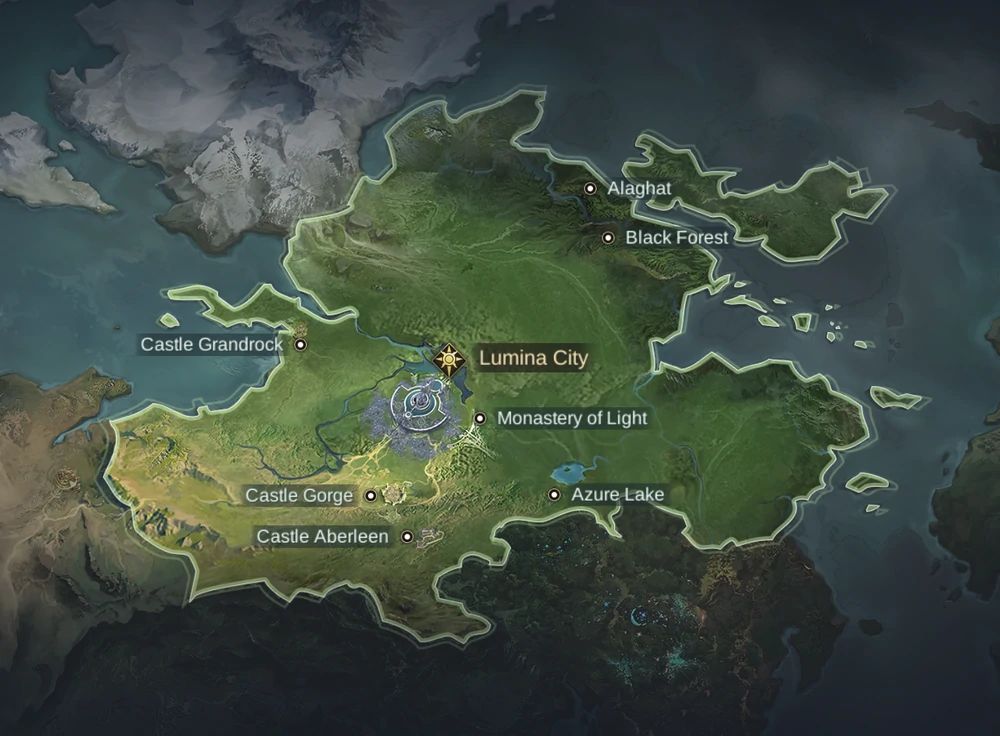 Alaghat
Black Forest
Castle Grandrock
Lumina City
Monastery of Light
Castle Gorge
Azure Lake
Castle Aberleen